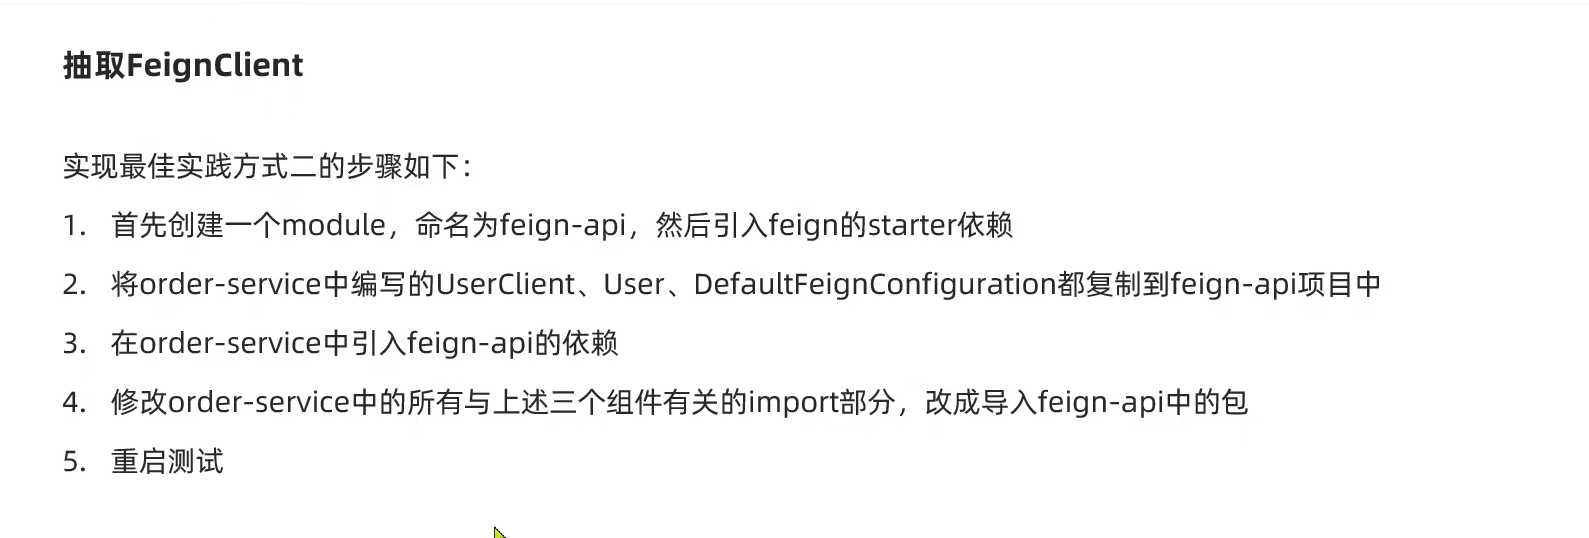 抽取FeignClient
实现最佳实践方式二的步骤如下：
1. 首先创建一个module，命名为feign-api，然后引入feign的starter依赖
2. 将order-service中编写的UserClient、User、DefaultFeignConfiguration都复制到feign-api项目中
3. 在order-service中引入feign-api的依赖
4. 修改order-service中的所有与上述三个组件有关的import部分，改成导入feign-api中的包
5. 重启测试